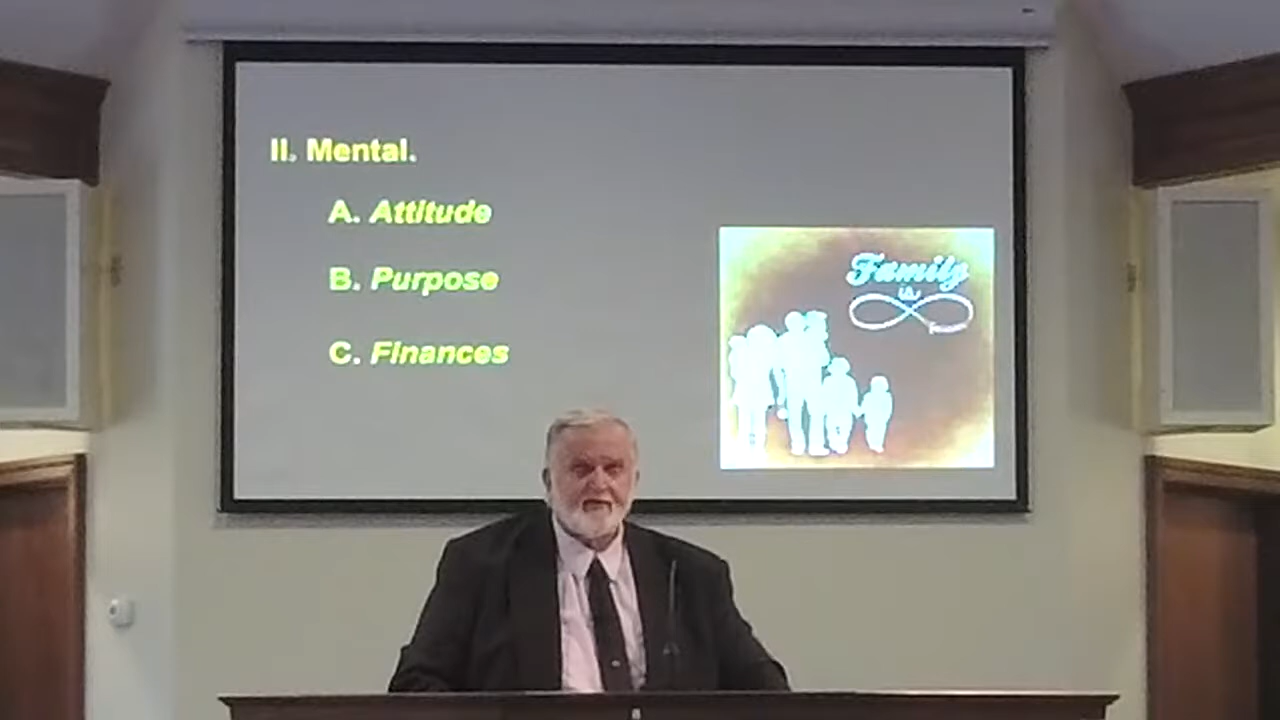 II. Mental.
A. Attitude
B. Purpose
C. Finances
Family
is